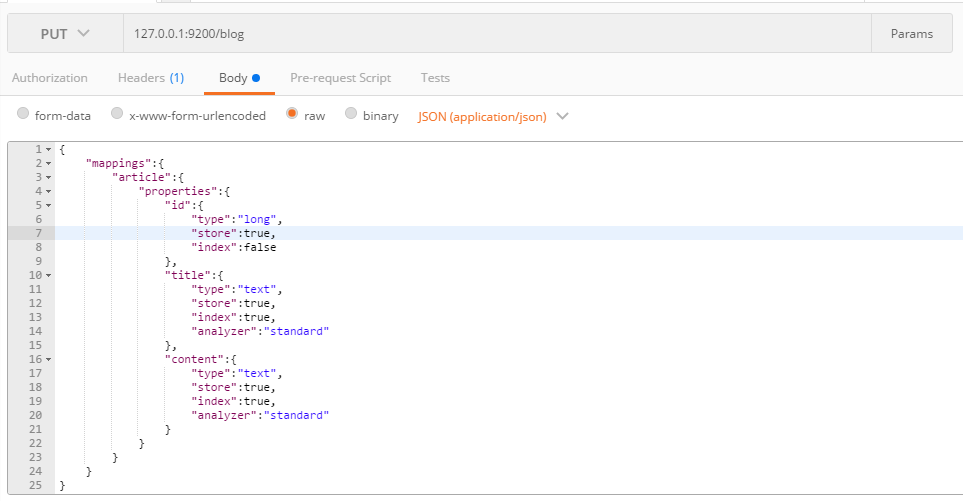 PUT 127.0.0.1:9200/blog Params
Authorization Headers (1) Body Pre-request Script Tests
form-data x-www-form-urlencoded raw binary JSON (application/json)
1 {
2 "mappings":{
3 "article":{
4 "properties":{
5 "id":{
6 "type":"long",
7 "store":true,
8 "index":false
9 },
10 "title":{
11 "type":"text",
12 "store":true,
13 "index":true,
14 "analyzer":"standard"
15 },
16 "content":{
17 "type":"text",
18 "store":true,
19 "index":true,
20 "analyzer":"standard"
21 }
22 }
23 }
24 }
25 }